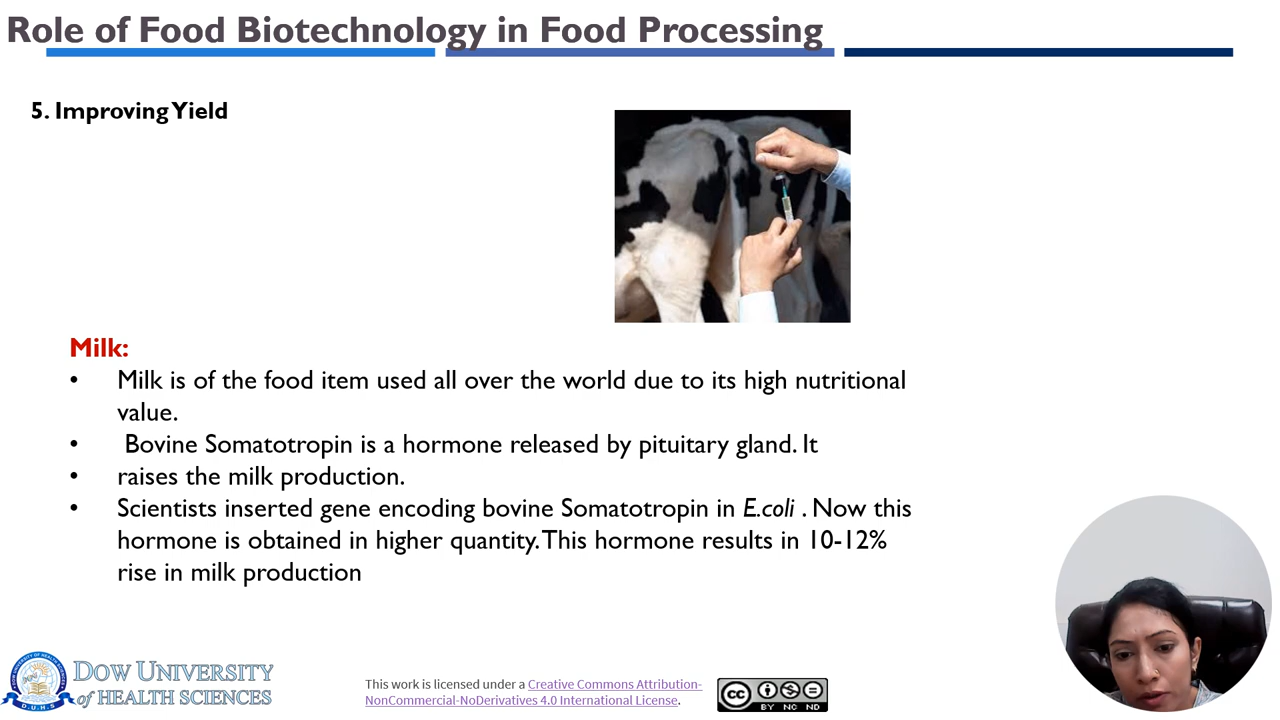 Role of Food Biotechnology in Food Processing
5. Improving Yield
Milk:
• Milk is of the food item used all over the world due to its high nutritional
value.
• Bovine Somatotropin is a hormone released by pituitary gland. It
• raises the milk production.
• Scientists inserted gene encoding bovine Somatotropin in E.coli . Now this
hormone is obtained in higher quantity. This hormone results in 10-12%
rise in milk production
DOW UNIVERSITY
of HEALTH SCIENCES
D.U.H.S
This work is licensed under a Creative Commons Attribution-
NonCommercial-NoDerivatives 4.0 International License.
cc
BY NC ND